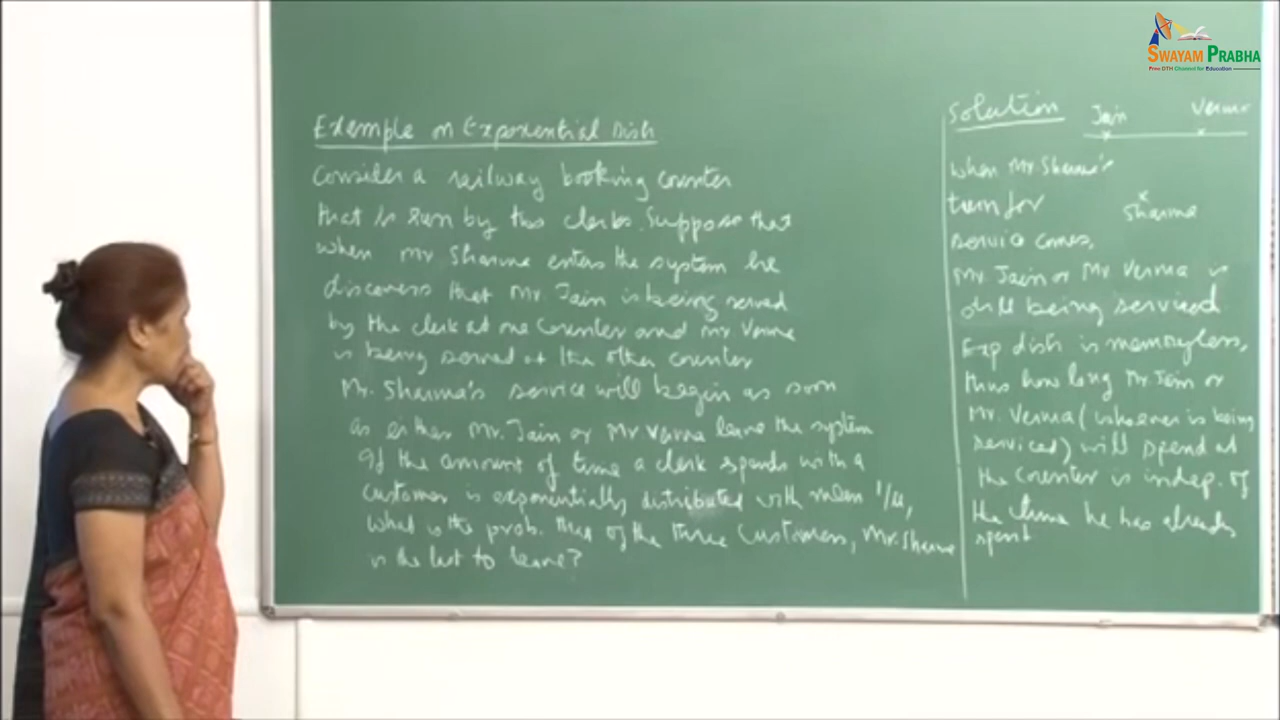 SWAYAM PRABHA
Free DTH Channel for Education
Example on Exponential Dish
Consider a railway booking counter
that is run by two clerks. Suppose that
when Mr. Sharma enters the system he
discovers that Mr. Jain is being served
by the clerk at one counter and Mr Verma
is being served at the other counter
Mr. Sharma's service will begin as soon
as either Mr. Jain or Mr. Verma leave the system
If the amount of time a clerk spends with a
customer is exponentially distributed with mean 1/μ,
what is the prob. that of the three customers, Mr. Sharma
is the last to leave?
Solution
Jain Verma
When Mr. Sharma's
turn for
Sharma
service comes,
Mr. Jain or Mr. Verma is
still being serviced
Exp dish is memoryless,
thus how long Mr. Jain or
Mr. Verma (whoever is being
serviced) will spend at
the counter is indep. of
the time he has already
spent